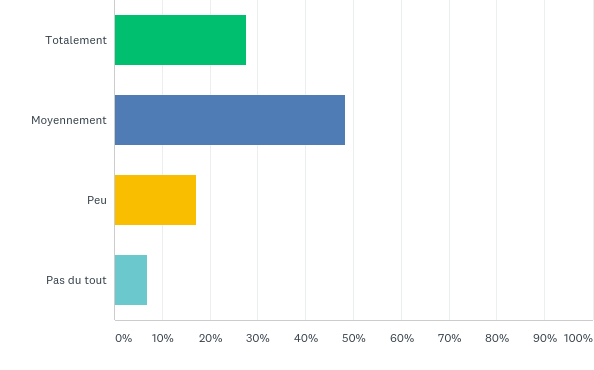 Totalement
Moyennement
Peu
Pas du tout
0% 10% 20% 30% 40% 50% 60% 70% 80% 90% 100%